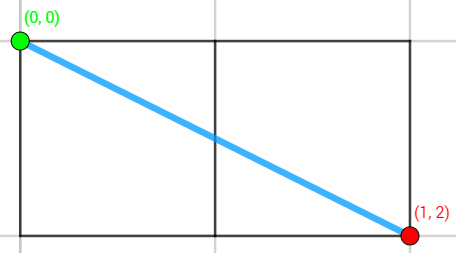 (0, 0)
(1, 2)